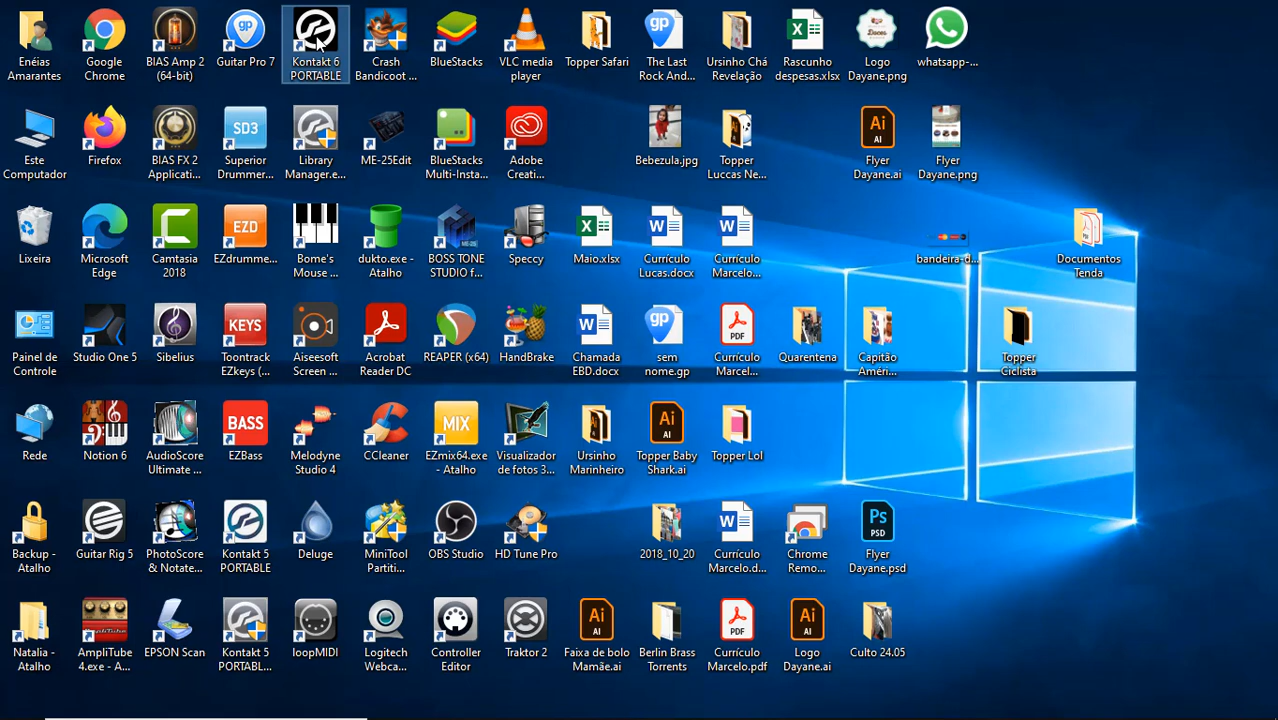 Enéias
Amarantes
Google
Chrome
BIAS Amp 2
(64-bit)
Guitar Pro 7
Kontakt 6
PORTABLE
Crash
Bandicoot ...
BlueStacks
VLC media
player
Topper Safari
The Last
Rock And...
Ursinho Chá
Revelação
Rascunho
despesas.xlsx
Logo
Dayane.png
whatsapp-...
Este
Computador
Firefox
BIAS FX 2
Applicati...
Superior
Drummer...
Library
Manager.e...
ME-25Edit
BlueStacks
Multi-Insta...
Adobe
Creati...
Bebezula.jpg
Topper
Luccas Ne...
Flyer
Dayane.ai
Flyer
Dayane.png
Lixeira
Microsoft
Edge
Camtasia
2018
EZdrumme...
Bome's
Mouse ...
dukto.exe -
Atalho
BOSS TONE
STUDIO f...
Speccy
Maio.xlsx
Currículo
Lucas.docx
Currículo
Marcelo...
bandeira-d...
Documentos
Tenda
Painel de
Controle
Studio One 5
Sibelius
Toontrack
EZkeys (...
Aiseesoft
Screen ...
Acrobat
Reader DC
REAPER (x64)
HandBrake
Chamada
EBD.docx
sem
nome.gp
Currículo
Marcel...
Quarentena
Capitão
Améri...
Topper
Ciclista
Rede
Notion 6
AudioScore
Ultimate ...
EZBass
Melodyne
Studio 4
CCleaner
EZmix64.exe
- Atalho
Visualizador
de fotos 3...
Ursinho
Marinheiro
Topper Baby
Shark.ai
Topper Lol
Backup -
Atalho
Guitar Rig 5
PhotoScore
& Notate...
Kontakt 5
PORTABLE
Deluge
MiniTool
Partiti...
OBS Studio
HD Tune Pro
2018_10_20
Currículo
Marcelo.d...
Chrome
Remo...
Flyer
Dayane.psd
Natalia -
Atalho
AmpliTube
4.exe - A...
EPSON Scan
Kontakt 5
PORTABL...
loopMIDI
Logitech
Webca...
Controller
Editor
Traktor 2
Faixa de bolo
Mamãe.ai
Berlin Brass
Torrents
Currículo
Marcelo.pdf
Logo
Dayane.ai
Culto 24.05